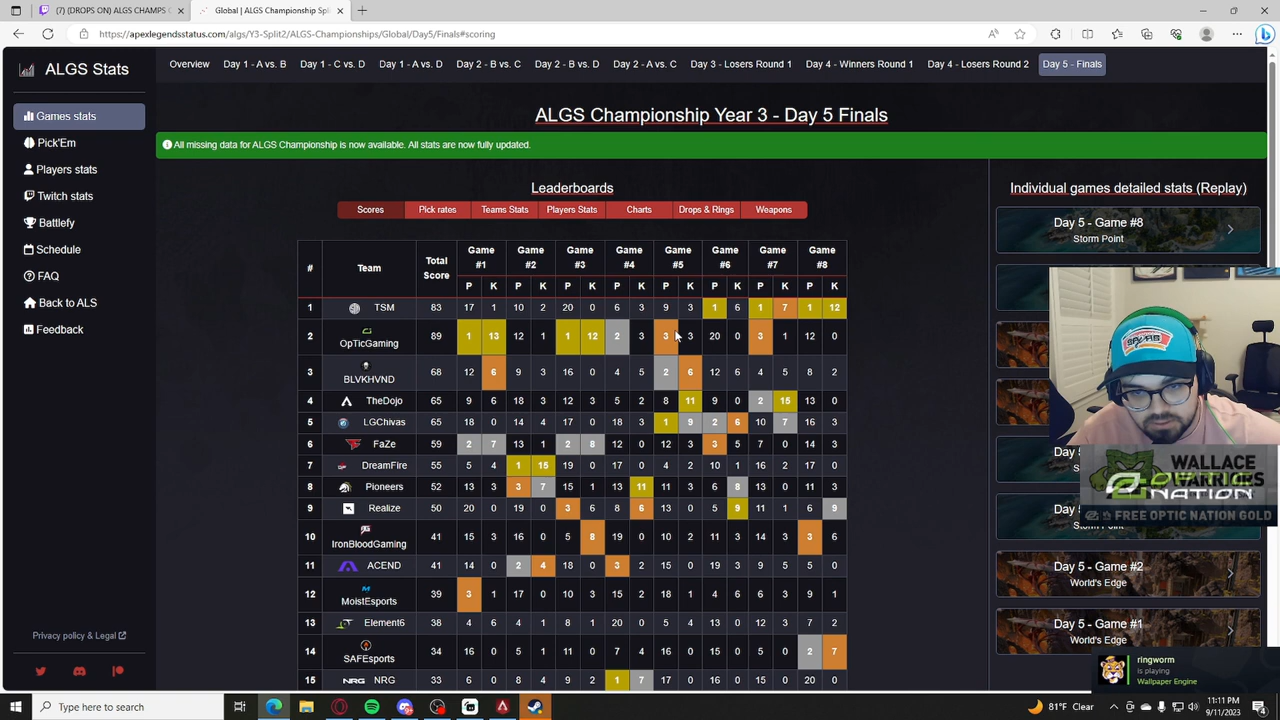 (7) (DROPS ON) ALGS CHAMPS
Global | ALGS Championship Spl
https://apexlegendsstatus.com/algs/Y3-Split2/ALGS-Championships/Global/Day5/Finals#scoring
ALGS Stats
Overview Day 1 - A vs. B Day 1 - C vs. D Day 1 - A vs. D Day 2 - B vs. C Day 2 - B vs. D Day 2 - A vs. C Day 3 - Losers Round 1 Day 4 - Winners Round 1 Day 4 - Losers Round 2 Day 5 - Finals
Games stats
Pick'Em
Players stats
Twitch stats
Battlefy
Schedule
FAQ
Back to ALS
Feedback
Privacy policy & Legal
ALGS Championship Year 3 - Day 5 Finals
All missing data for ALGS Championship is now available. All stats are now fully updated.
Leaderboards
Scores Pick rates Teams Stats Players Stats Charts Drops & Rings Weapons
# Team Total Score Game #1 Game #2 Game #3 Game #4 Game #5 Game #6 Game #7 Game #8
P K P K P K P K P K P K P K P K
1 TSM 83 17 1 10 2 20 0 6 3 9 3 1 6 1 7 1 12
2 OpTicGaming 89 1 13 12 1 1 12 2 3 3 3 20 0 3 1 12 0
3 BLVKHVND 68 12 6 9 3 16 0 4 5 2 6 12 6 4 5 8 2
4 TheDojo 65 9 6 18 3 12 3 5 2 8 11 9 0 2 15 13 0
5 LGChivas 65 18 0 14 4 17 0 18 3 1 9 2 6 10 7 16 3
6 FaZe 59 2 7 13 1 2 8 12 0 12 3 3 5 7 0 14 3
7 DreamFire 55 5 4 1 15 19 0 17 0 4 2 10 1 16 2 17 0
8 Pioneers 52 13 3 3 7 15 1 13 11 11 3 6 8 13 0 11 3
9 Realize 50 20 0 19 0 3 6 8 6 13 0 5 9 11 1 6 9
10 IronBloodGaming 41 15 3 16 0 5 8 19 0 10 2 11 3 14 3 3 6
11 ACEND 41 14 0 2 4 18 0 3 2 15 0 19 3 9 5 5 0
12 MoistEsports 39 3 1 17 0 10 3 15 2 18 1 4 6 6 3 9 1
13 Element6 38 4 6 4 1 8 1 20 0 5 4 13 0 12 3 7 2
14 SAFEsports 34 16 0 5 1 11 0 7 4 16 0 15 0 5 0 2 7
15 NRG 6 0 8 4 9 2 1 7 17 0 16 0 15 0 20 0
Individual games detailed stats (Replay)
Day 5 - Game #8
Storm Point
Day 5 - Game #2
World's Edge
Day 5 - Game #1
World's Edge
SPURS
WALLACE
WARRIORS
NATION
FREE OPTIC NATION GOLD
ringworm
is playing
Wallpaper Engine
Type here to search
81°F Clear
11:11 PM
9/11/2023
4